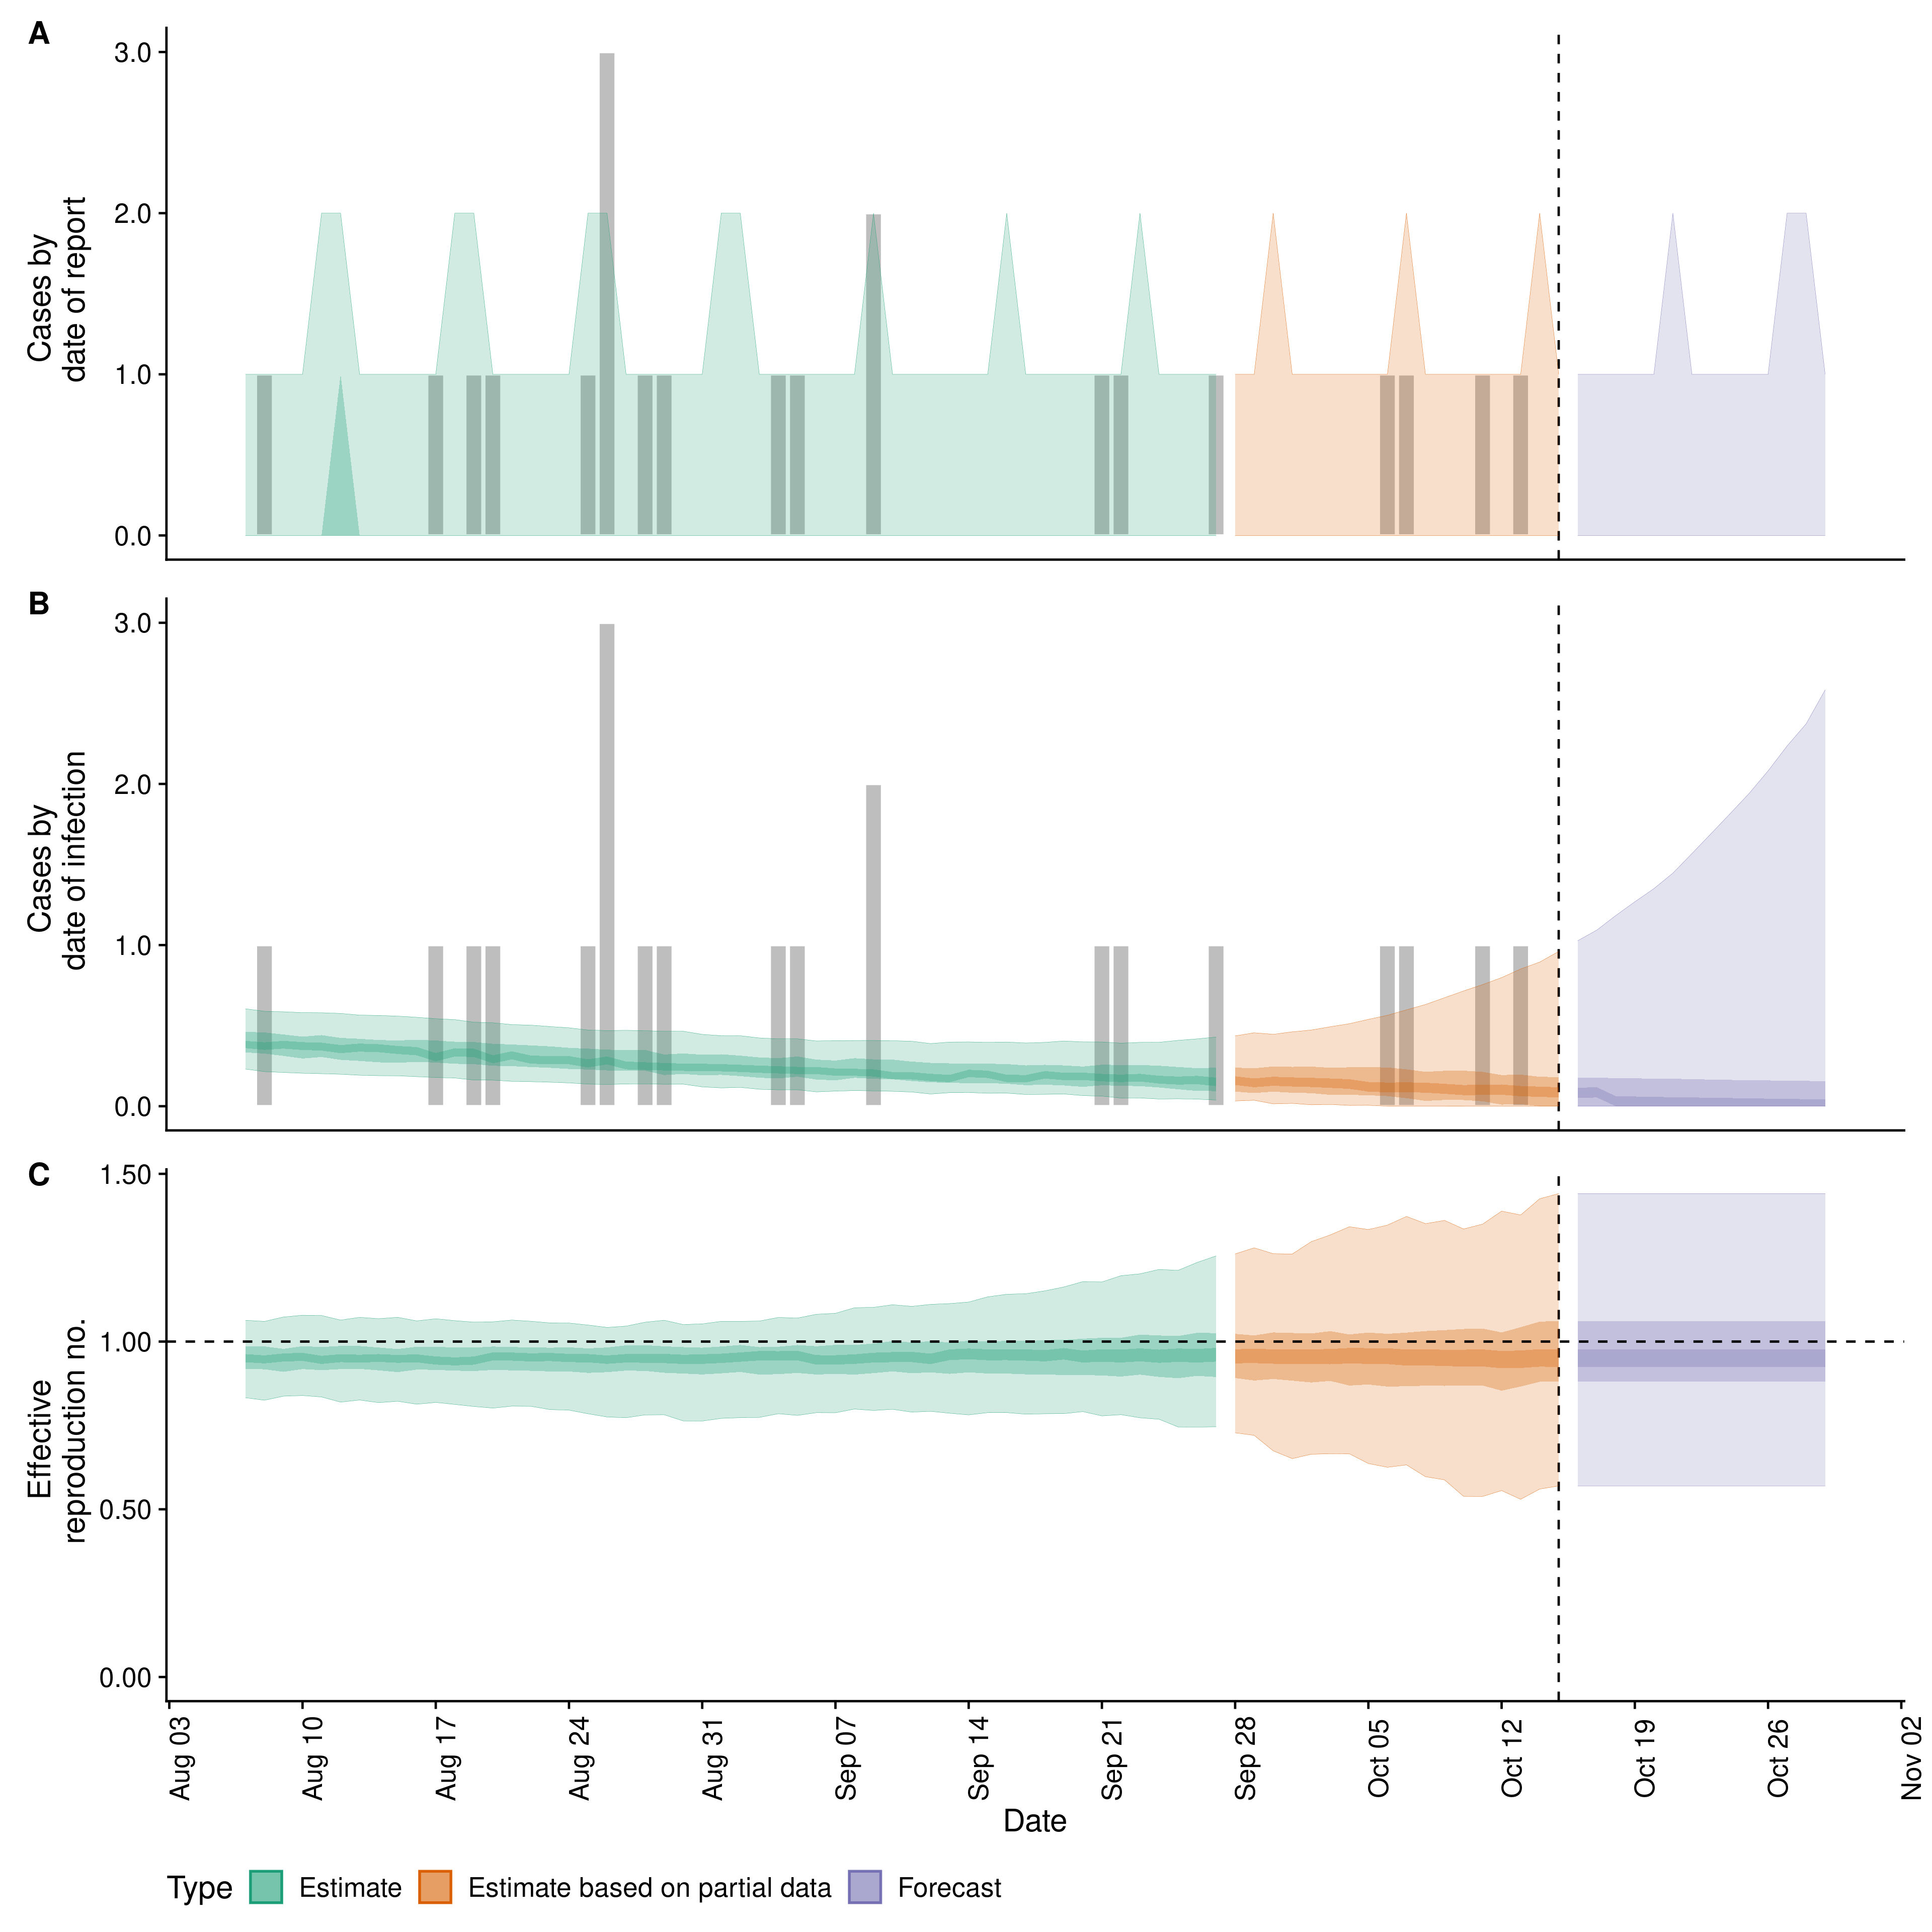 A
3.0
2.0
1.0
0.0
Cases by
date of report
B
3.0
2.0
1.0
0.0
Cases by
date of infection
C
1.50
1.00
0.50
0.00
Effective
reproduction no.
Aug 03
Aug 10
Aug 17
Aug 24
Aug 31
Sep 07
Sep 14
Sep 21
Sep 28
Oct 05
Oct 12
Oct 19
Oct 26
Nov 02
Date
Type
Estimate
Estimate based on partial data
Forecast